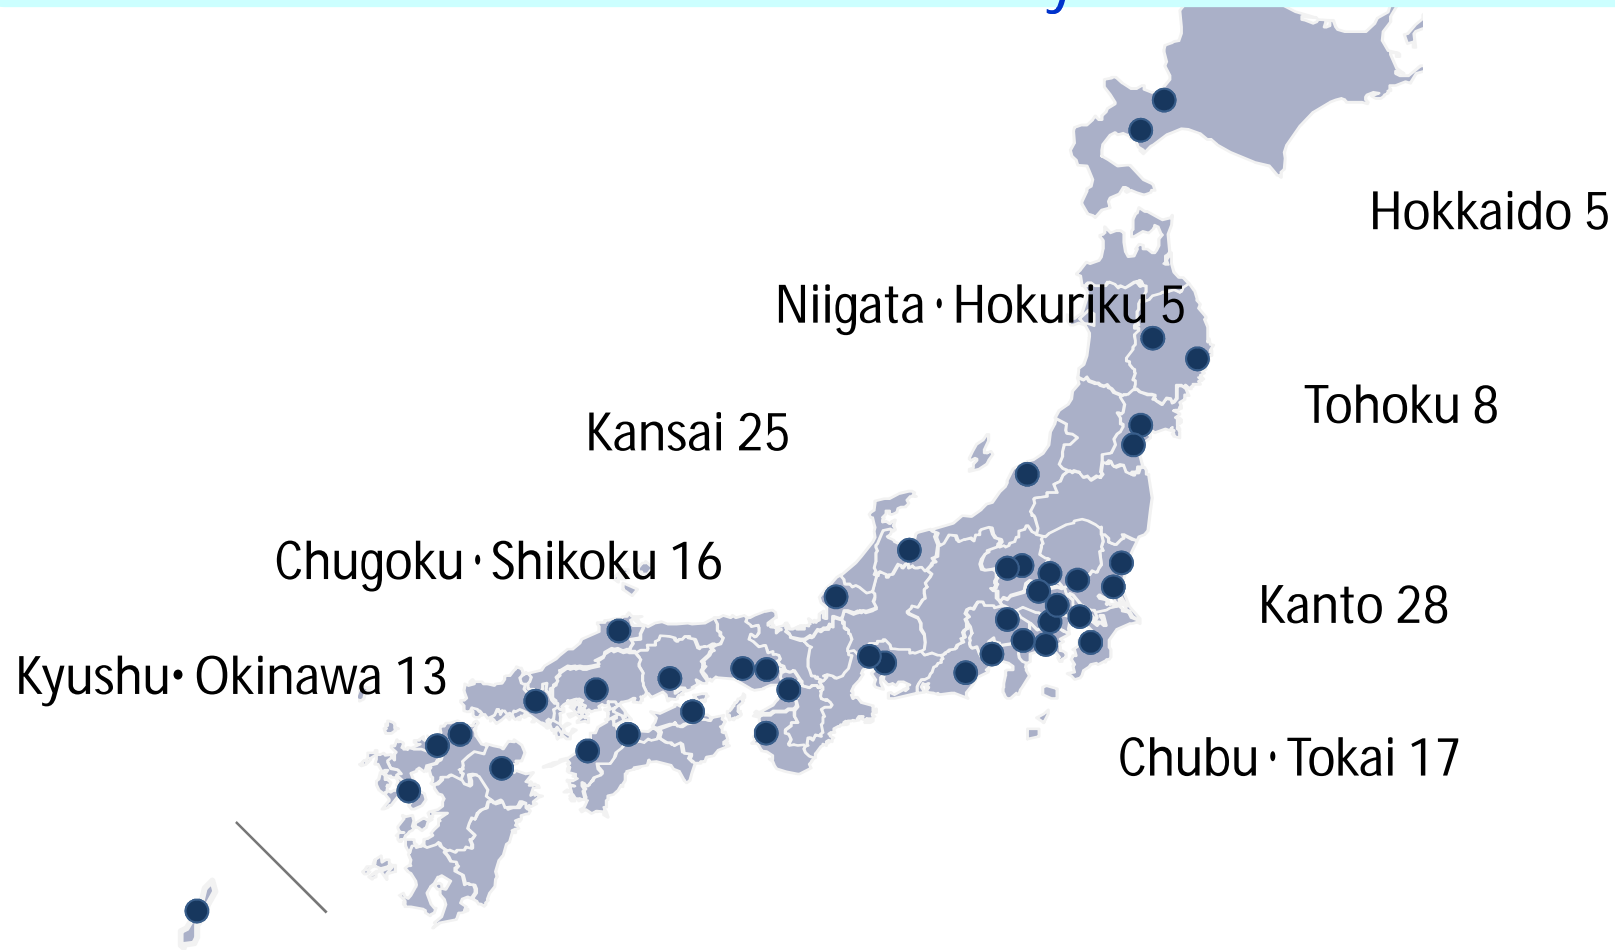 Hokkaido 5
Niigata・Hokuriku 5
Tohoku 8
Kansai 25
Chugoku・Shikoku 16
Kanto 28
Kyushu・Okinawa 13
Chubu・Tokai 17